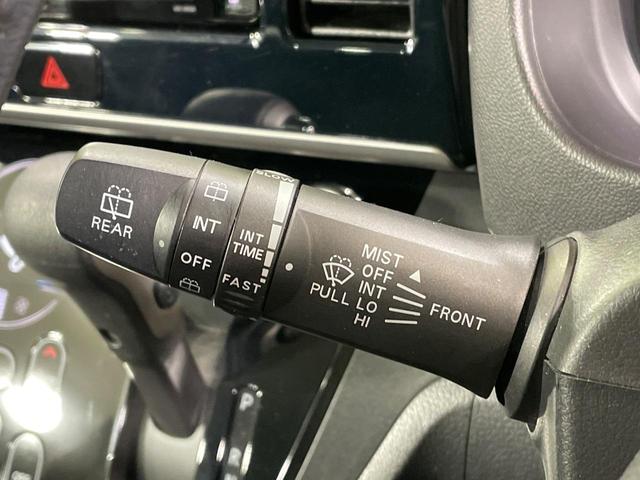 REAR
INT
OFF
SLOW
INT
TIME
FAST
MIST
OFF
INT
PULL LO
HI
FRONT
P
R